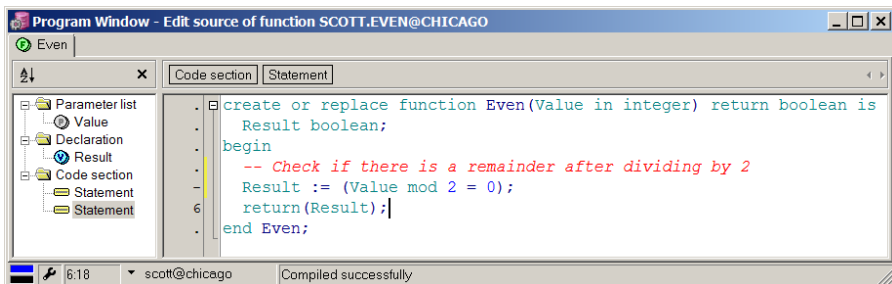 Program Window - Edit source of function SCOTT.EVEN@CHICAGO
Even
Code section Statement
Parameter list
Value
Declaration
Result
Code section
Statement
Statement
create or replace function Even(Value in integer) return boolean is
Result boolean;
begin
-- Check if there is a remainder after dividing by 2
Result := (Value mod 2 = 0);
6 return(Result);
end Even;
6:18 scott@chicago Compiled successfully